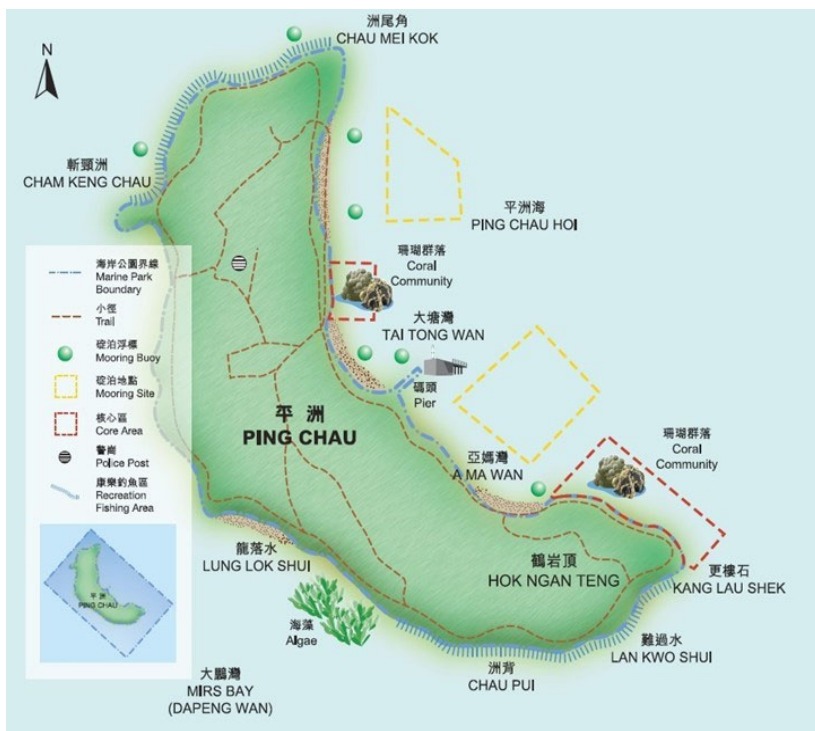 洲尾角
CHAU MEI KOK
N
斬頸洲
CHAM KENG CHAU
平洲海
PING CHAU HOI
珊瑚群落
Coral
Community
大塘灣
TAI TONG WAN
碼頭
Pier
平洲
PING CHAU
亞媽灣
A MA WAN
珊瑚群落
Coral
Community
鶴岩頂
HOK NGAN TENG
更樓石
KANG LAU SHEK
難過水
LAN KWO SHUI
洲背
CHAU PUI
龍落水
LUNG LOK SHUI
海藻
Algae
大鵬灣
MIRS BAY
(DAPENG WAN)
海岸公園界線
Marine Park
Boundary
小徑
Trail
碇泊浮標
Mooring Buoy
碇泊地點
Mooring Site
核心區
Core Area
警崗
Police Post
康樂釣魚區
Recreation
Fishing Area
平洲
PING CHAU